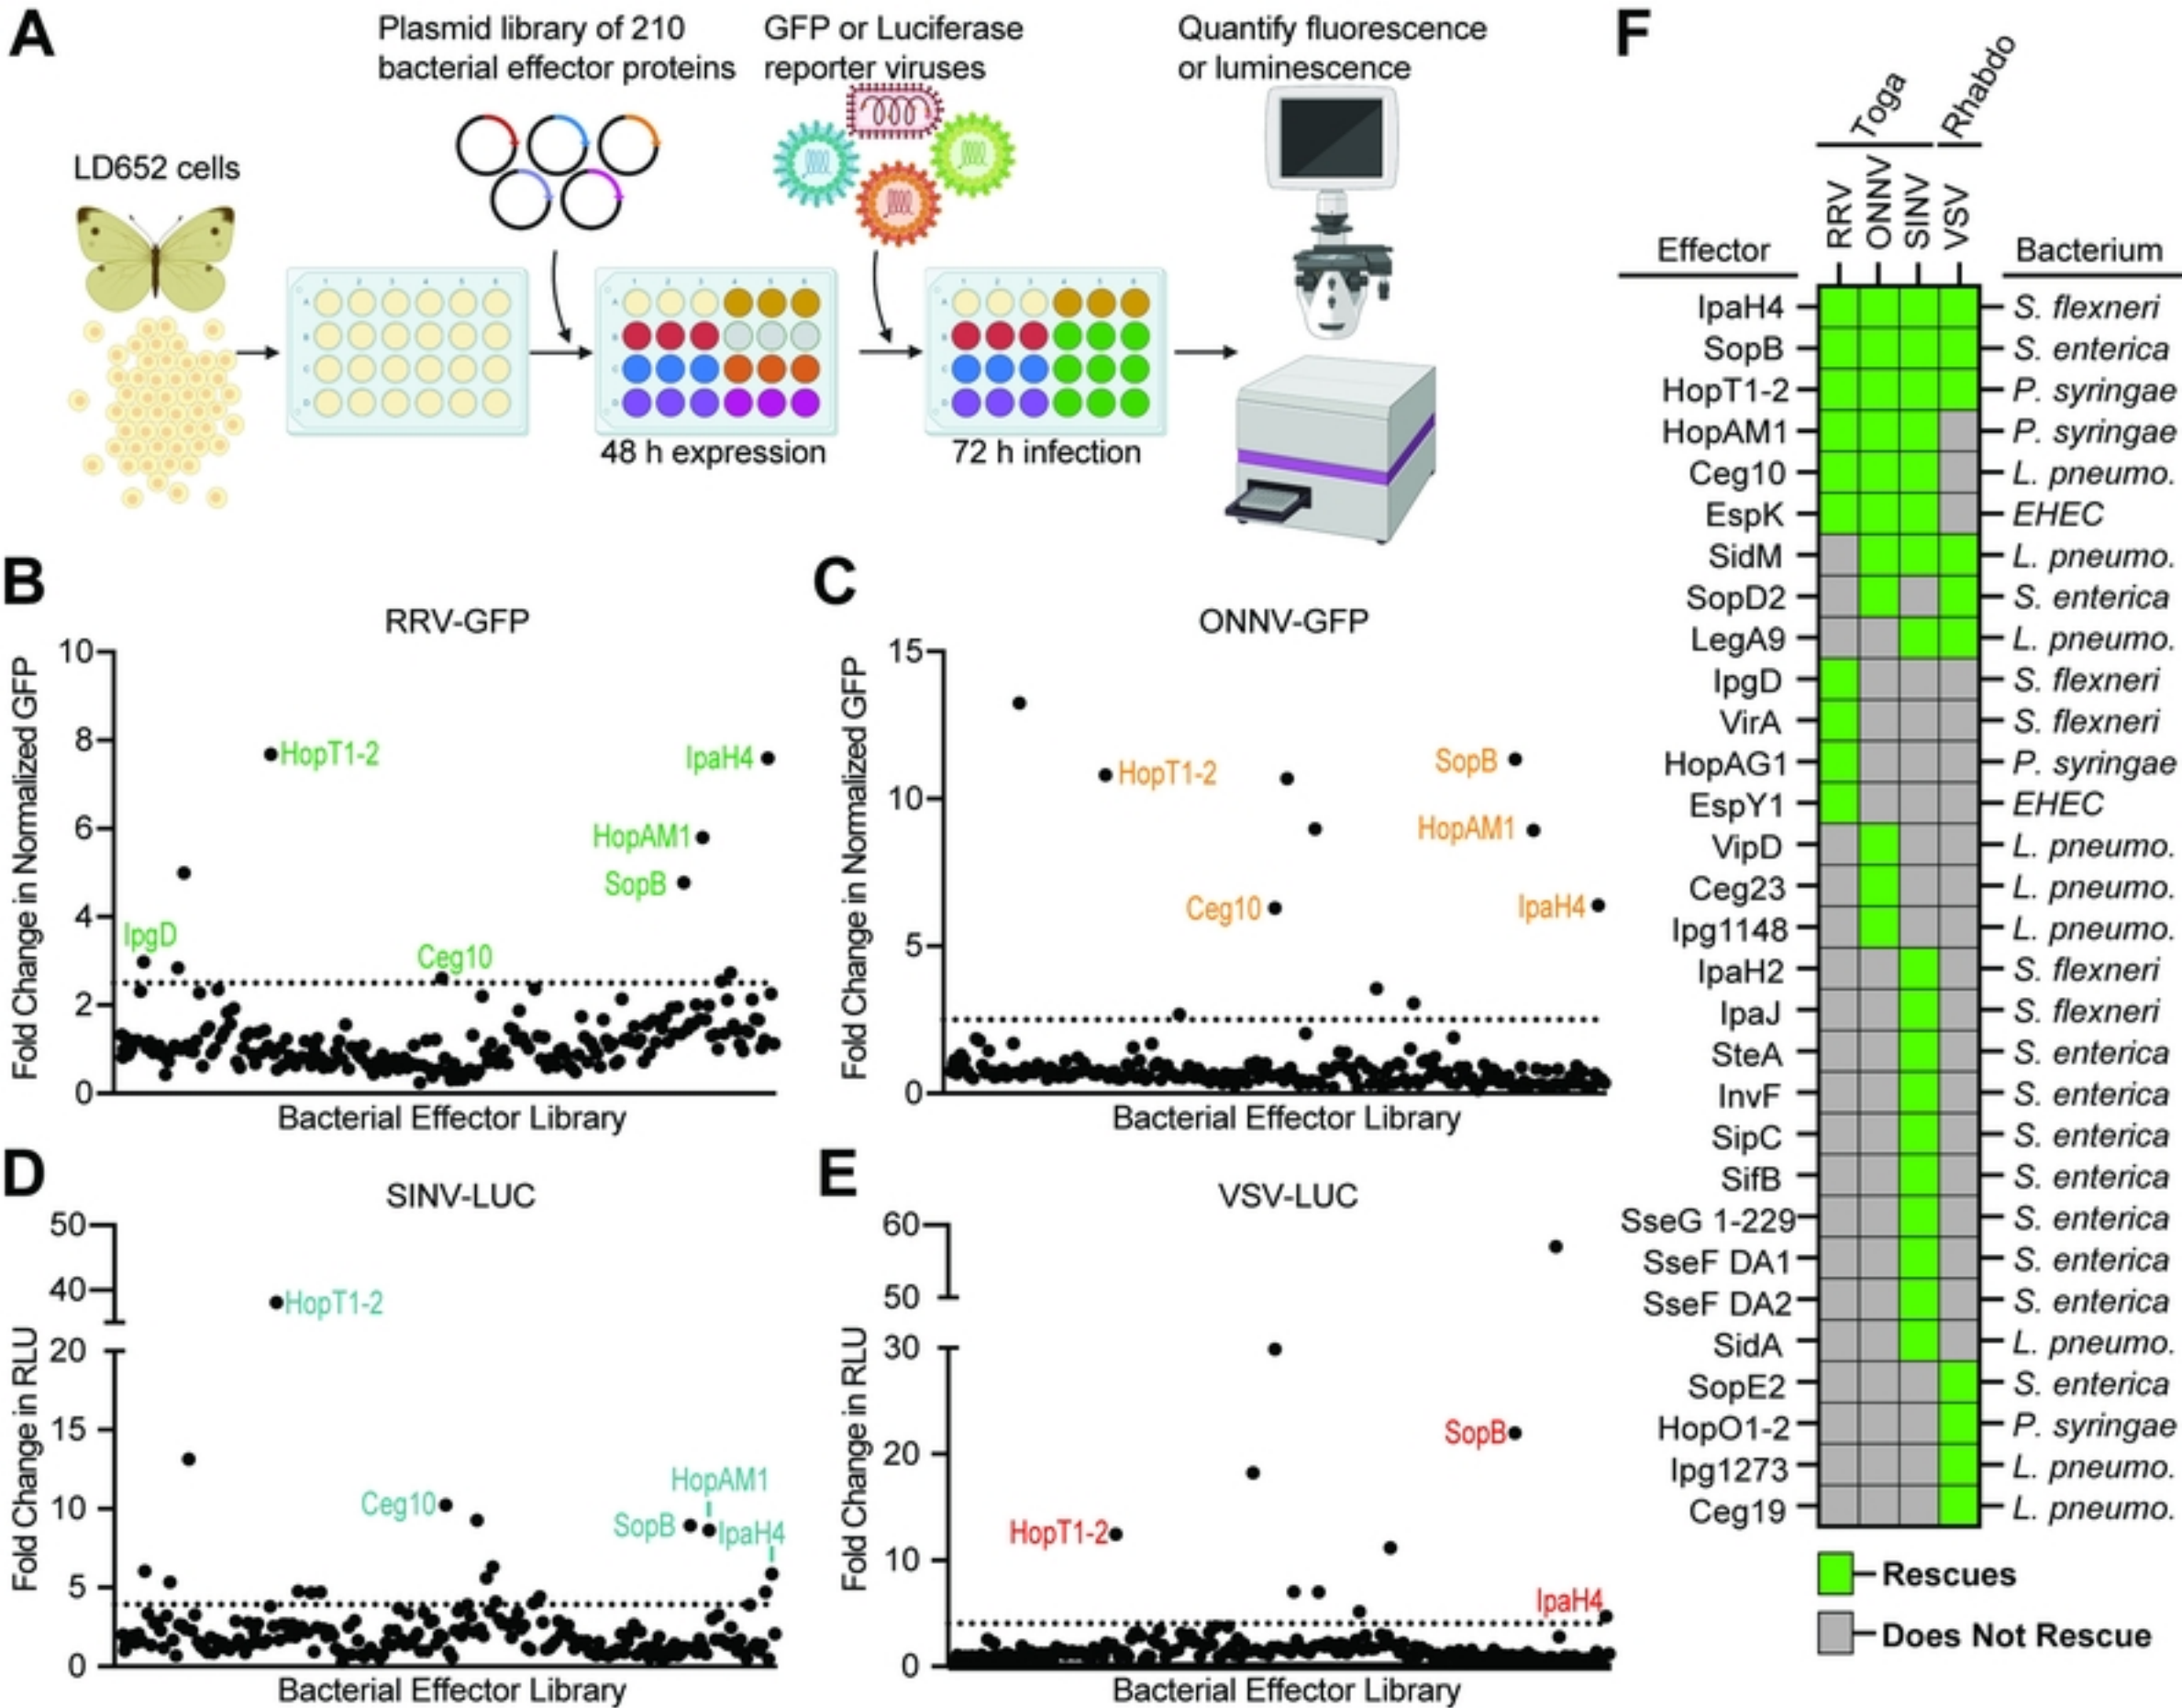 A
Plasmid library of 210
bacterial effector proteins
GFP or Luciferase
reporter viruses
Quantify fluorescence
or luminescence
LD652 cells
48 h expression
72 h infection
B
RRV-GFP
Fold Change in Normalized GFP
10
8
6
4
2
0
HopT1-2
IpaH4
HopAM1
SopB
IpgD
Ceg10
Bacterial Effector Library
C
ONNV-GFP
Fold Change in Normalized GFP
15
10
5
0
HopT1-2
SopB
HopAM1
Ceg10
IpaH4
Bacterial Effector Library
D
SINV-LUC
Fold Change in RLU
50
40
20
15
10
5
0
HopT1-2
Ceg10
HopAM1
SopB
IpaH4
Bacterial Effector Library
E
VSV-LUC
Fold Change in RLU
60
50
30
20
10
0
SopB
HopT1-2
IpaH4
Bacterial Effector Library
F
Toga Rhabdo
RRV ONNV SINV VSV
Effector Bacterium
IpaH4 S. flexneri
SopB S. enterica
HopT1-2 P. syringae
HopAM1 P. syringae
Ceg10 L. pneumo.
EspK EHEC
SidM L. pneumo.
SopD2 S. enterica
LegA9 L. pneumo.
IpgD S. flexneri
VirA S. flexneri
HopAG1 P. syringae
EspY1 EHEC
VipD L. pneumo.
Ceg23 L. pneumo.
lpg1148 L. pneumo.
IpaH2 S. flexneri
IpaJ S. flexneri
SteA S. enterica
InvF S. enterica
SipC S. enterica
SifB S. enterica
SseG 1-229 S. enterica
SseF DA1 S. enterica
SseF DA2 S. enterica
SidA L. pneumo.
SopE2 S. enterica
HopO1-2 P. syringae
lpg1273 L. pneumo.
Ceg19 L. pneumo.
Rescues
Does Not Rescue